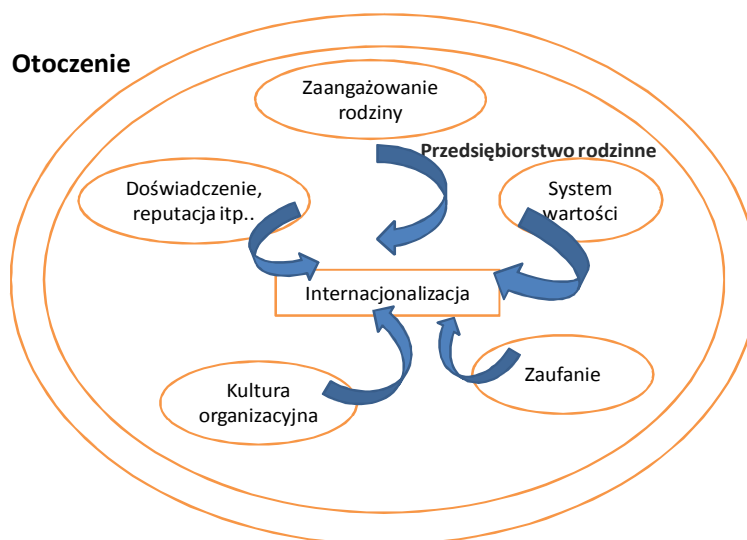 Otoczenie
Zaangażowanie
rodziny
Przedsiębiorstwo rodzinne
Doświadczenie,
reputacja itp..
System
wartości
Internacjonalizacja
Kultura
organizacyjna
Zaufanie